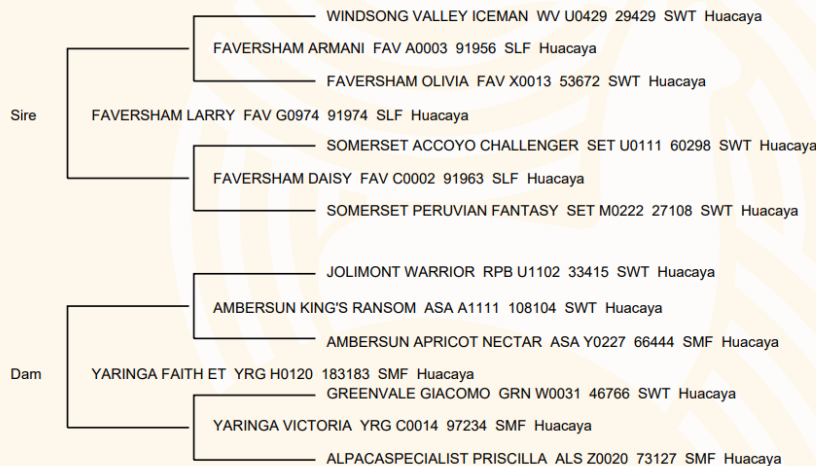 WINDSONG VALLEY ICEMAN WV U0429 29429 SWT Huacaya
FAVERSHAM ARMANI FAV A0003 91956 SLF Huacaya
FAVERSHAM OLIVIA FAV X0013 53672 SWT Huacaya
Sire FAVERSHAM LARRY FAV G0974 91974 SLF Huacaya
SOMERSET ACCOYO CHALLENGER SET U0111 60298 SWT Huacaya
FAVERSHAM DAISY FAV C0002 91963 SLF Huacaya
SOMERSET PERUVIAN FANTASY SET M0222 27108 SWT Huacaya
JOLIMONT WARRIOR RPB U1102 33415 SWT Huacaya
AMBERSUN KING'S RANSOM ASA A1111 108104 SWT Huacaya
AMBERSUN APRICOT NECTAR ASA Y0227 66444 SMF Huacaya
Dam YARINGA FAITH ET YRG H0120 183183 SMF Huacaya
GREENVALE GIACOMO GRN W0031 46766 SWT Huacaya
YARINGA VICTORIA YRG C0014 97234 SMF Huacaya
ALPACASPECIALIST PRISCILLA ALS Z0020 73127 SMF Huacaya